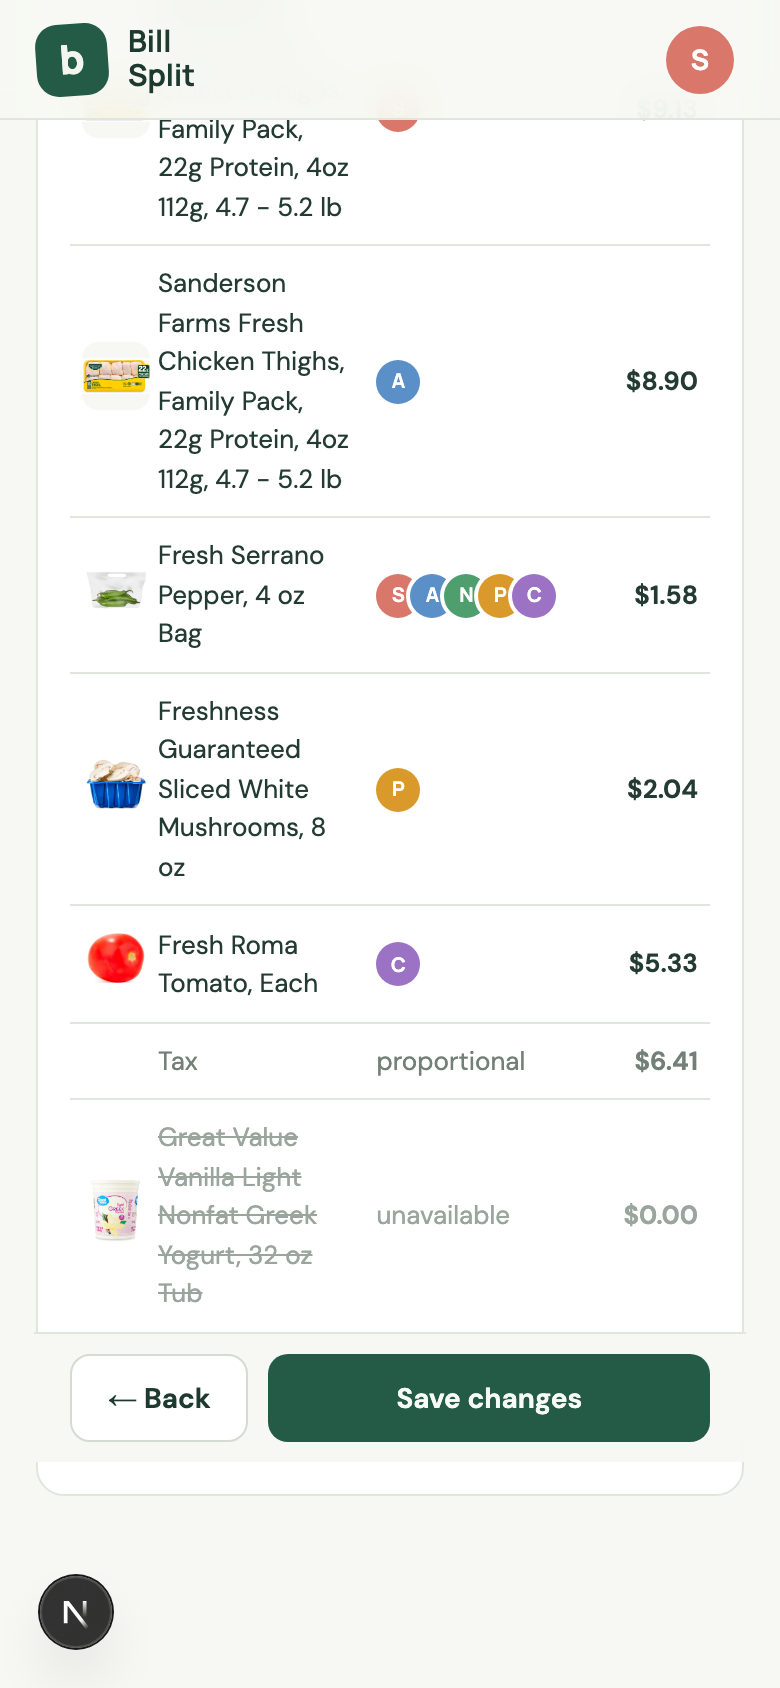 b
Bill
Split
S
$9.13
Family Pack,
22g Protein, 4oz
112g, 4.7 - 5.2 lb
Sanderson
Farms Fresh
Chicken Thighs,
Family Pack,
22g Protein, 4oz
112g, 4.7 - 5.2 lb
A
$8.90
Fresh Serrano
Pepper, 4 oz
Bag
S A N P C
$1.58
Freshness
Guaranteed
Sliced White
Mushrooms, 8
oz
P
$2.04
Fresh Roma
Tomato, Each
C
$5.33
Tax
proportional
$6.41
Great Value
Vanilla Light
Nonfat Greek
Yogurt, 32 oz
Tub
unavailable
$0.00
← Back
Save changes
N